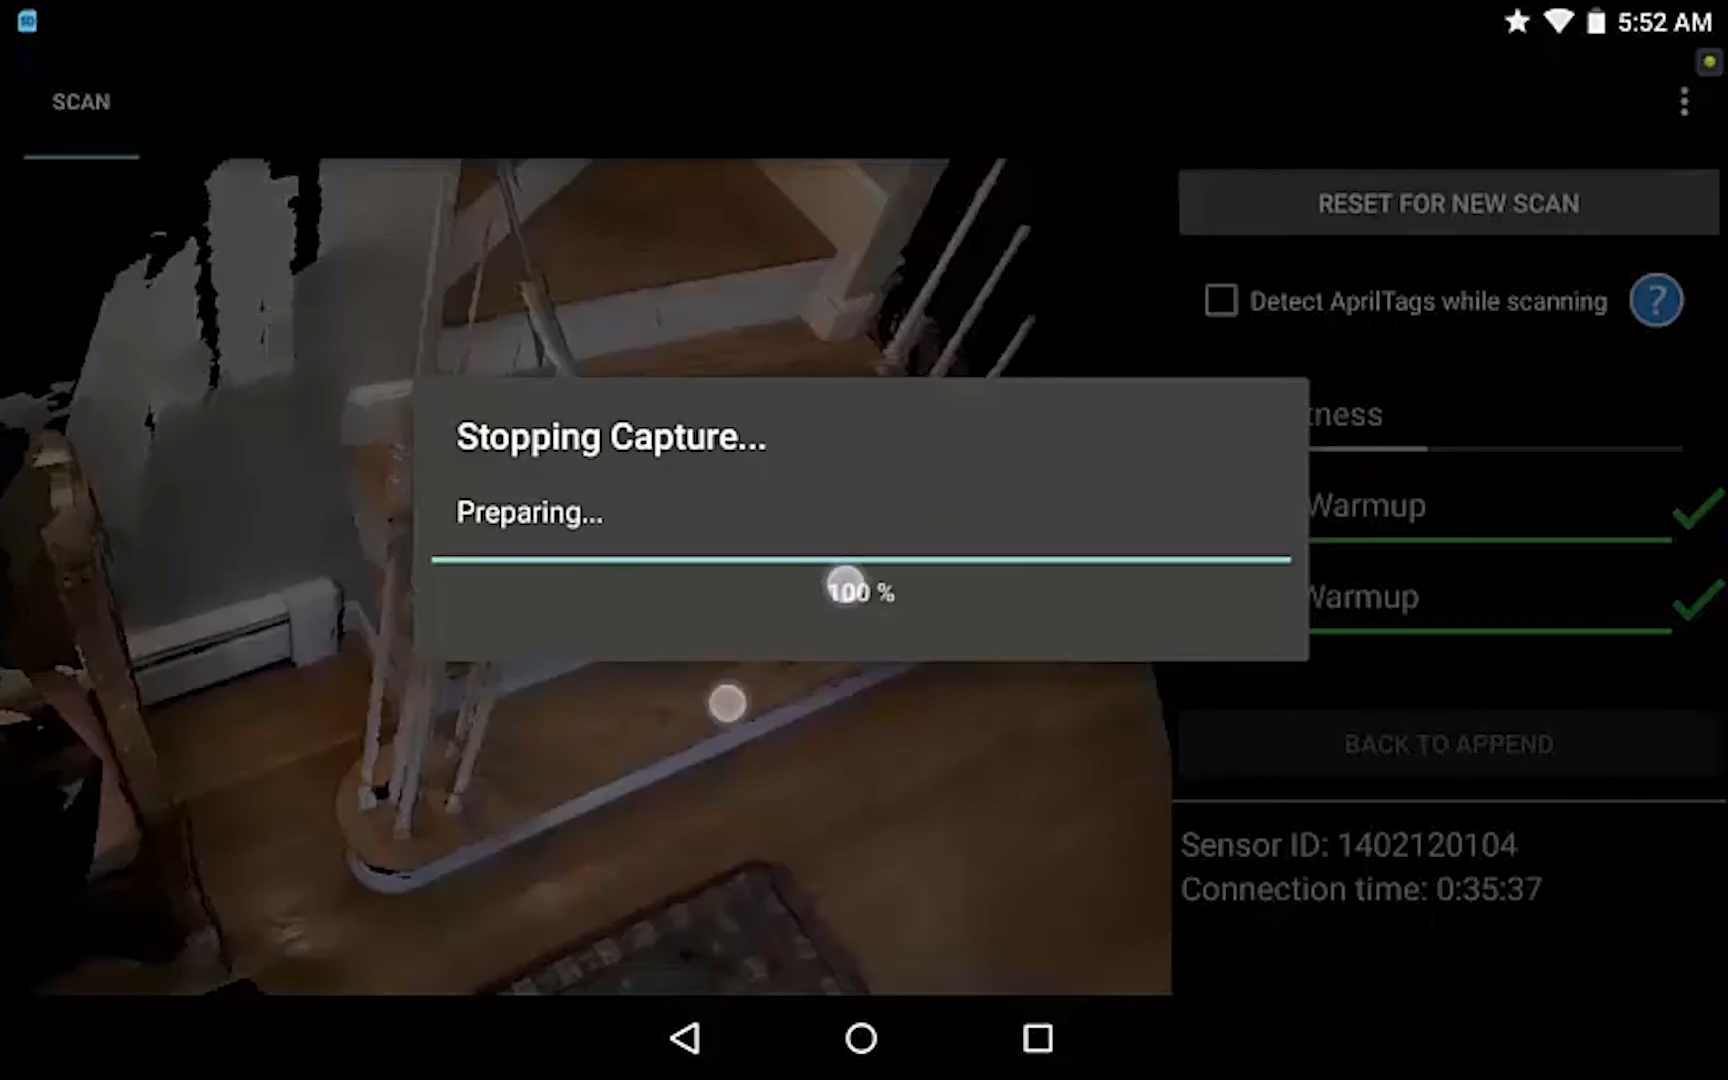 5:52 AM
SCAN
RESET FOR NEW SCAN
Detect AprilTags while scanning
?
Stopping Capture...
Preparing...
100 %
Warmup
Warmup
BACK TO APPEND
Sensor ID: 1402120104
Connection time: 0:35:37